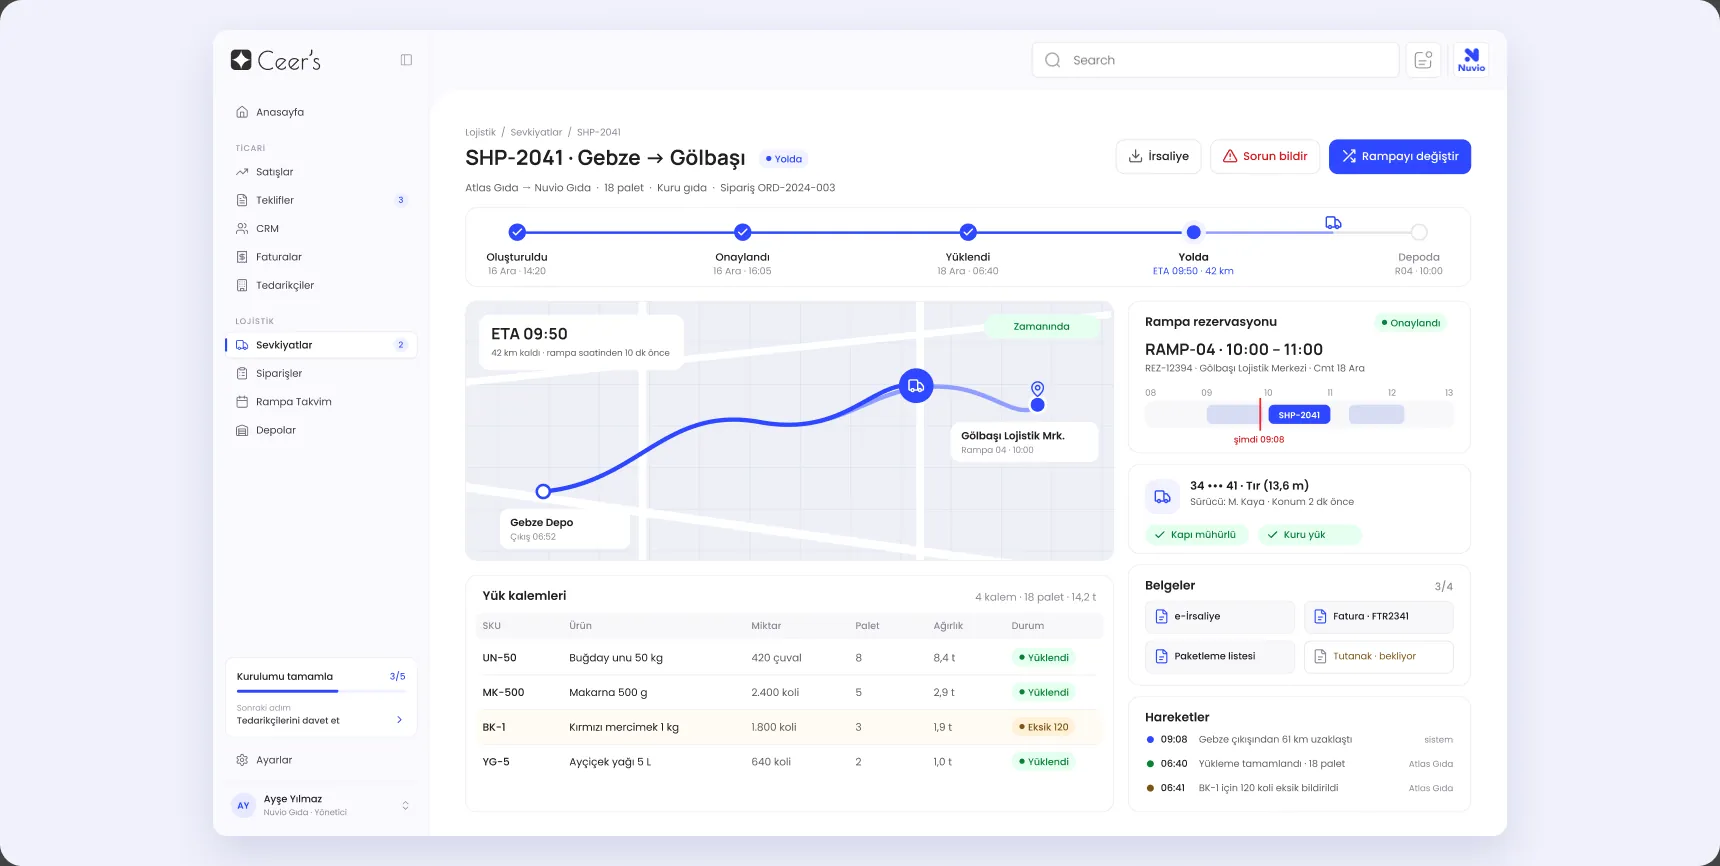 Ceer's
Search
Nuvio
Anasayfa
TİCARİ
Satışlar
Teklifler 3
CRM
Faturalar
Tedarikçiler
LOJİSTİK
Sevkiyatlar 2
Siparişler
Rampa Takvim
Depolar
Kurulumu tamamla 3/5
Sonraki adım
Tedarikçilerini davet et
Ayarlar
AY
Ayşe Yılmaz
Nuvio Gıda · Yönetici
Lojistik / Sevkiyatlar / SHP-2041
SHP-2041 · Gebze → Gölbaşı
Yolda
Atlas Gıda → Nuvio Gıda · 18 palet · Kuru gıda · Sipariş ORD-2024-003
İrsaliye
Sorun bildir
Rampayı değiştir
Oluşturuldu
16 Ara · 14:20
Onaylandı
16 Ara · 16:05
Yüklendi
18 Ara · 06:40
Yolda
ETA 09:50 · 42 km
Depoda
R04 · 10:00
ETA 09:50
42 km kaldı · rampa saatinden 10 dk önce
Zamanında
Gölbaşı Lojistik Mrk.
Rampa 04 · 10:00
Gebze Depo
Çıkış 06:52
Yük kalemleri
4 kalem · 18 palet · 14,2 t
SKU Ürün Miktar Palet Ağırlık Durum
UN-50 Buğday unu 50 kg 420 çuval 8 8,4 t Yüklendi
MK-500 Makarna 500 g 2.400 koli 5 2,9 t Yüklendi
BK-1 Kırmızı mercimek 1 kg 1.800 koli 3 1,9 t Eksik 120
YG-5 Ayçiçek yağı 5 L 640 koli 2 1,0 t Yüklendi
Rampa rezervasyonu
Onaylandı
RAMP-04 · 10:00 – 11:00
REZ-12394 · Gölbaşı Lojistik Merkezi · Cmt 18 Ara
08 09 10 11 12 13
SHP-2041
şimdi 09:08
34 ••• 41 · Tır (13,6 m)
Sürücü: M. Kaya · Konum 2 dk önce
Kapı mühürlü
Kuru yük
Belgeler 3/4
e-İrsaliye
Fatura · FTR2341
Paketleme listesi
Tutanak · bekliyor
Hareketler
09:08 Gebze çıkışından 61 km uzaklaştı sistem
06:40 Yükleme tamamlandı · 18 palet Atlas Gıda
06:41 BK-1 için 120 koli eksik bildirildi Atlas Gıda